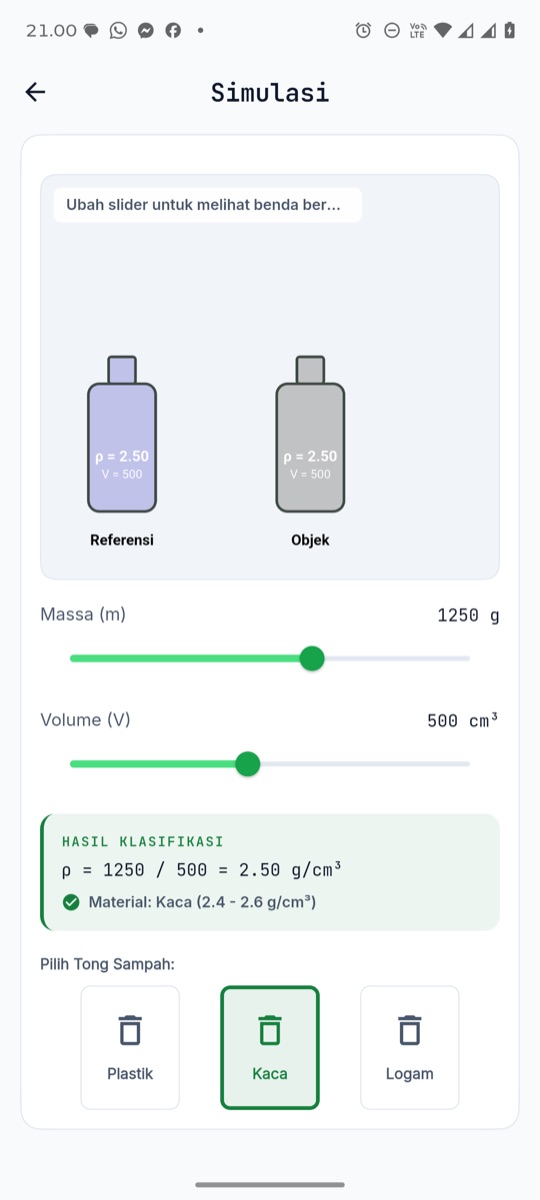 21.00
Vo))
LTE
Simulasi
Ubah slider untuk melihat benda ber...
ρ = 2.50
V = 500
ρ = 2.50
V = 500
Referensi
Objek
Massa (m)
1250 g
Volume (V)
500 cm³
HASIL KLASIFIKASI
ρ = 1250 / 500 = 2.50 g/cm³
Material: Kaca (2.4 - 2.6 g/cm³)
Pilih Tong Sampah:
Plastik
Kaca
Logam